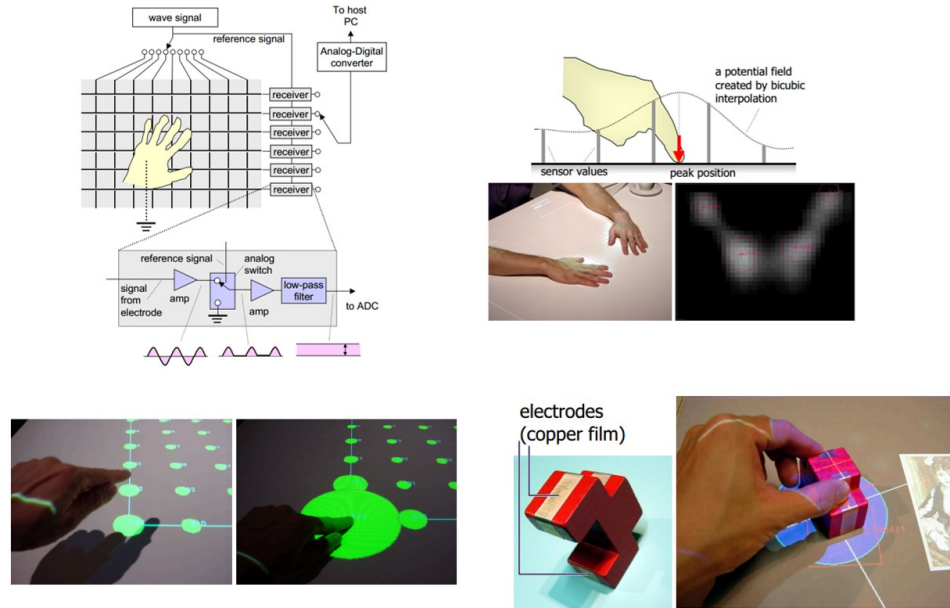 wave signal
To host
PC
reference signal
Analog-Digital
converter
receiver
receiver
receiver
receiver
receiver
receiver
reference signal
analog
switch
signal
from
electrode
amp
amp
low-pass
filter
to ADC
a potential field
created by bicubic
interpolation
sensor values
peak position
electrodes
(copper film)